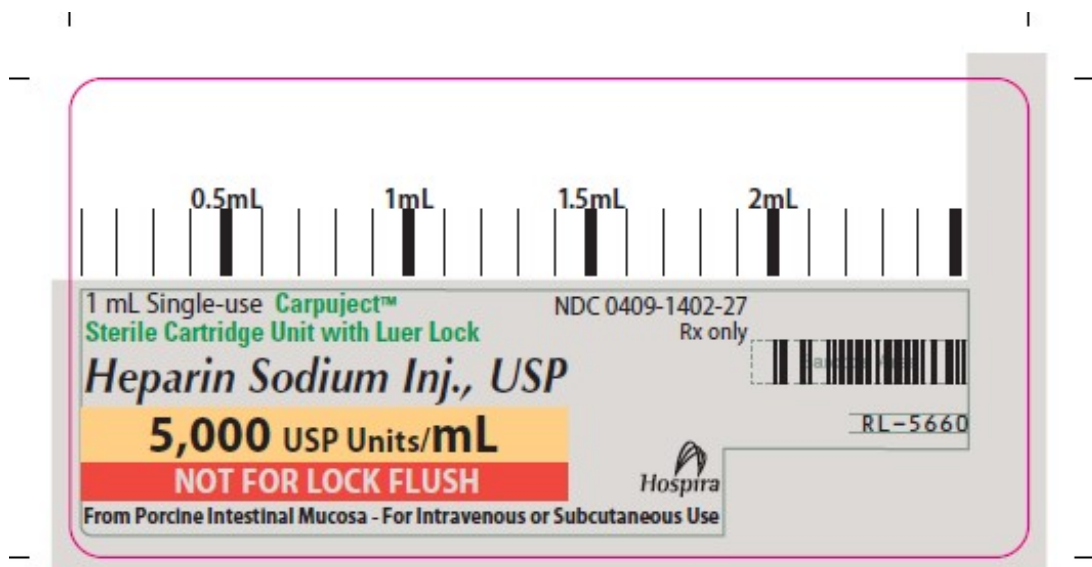 0.5mL 1mL 1.5mL 2mL
1 mL Single-use Carpuject™
Sterile Cartridge Unit with Luer Lock
NDC 0409-1402-27
Rx only
Heparin Sodium Inj., USP
5,000 USP Units/mL
NOT FOR LOCK FLUSH
From Porcine Intestinal Mucosa - For Intravenous or Subcutaneous Use
RL-5660
Hospira